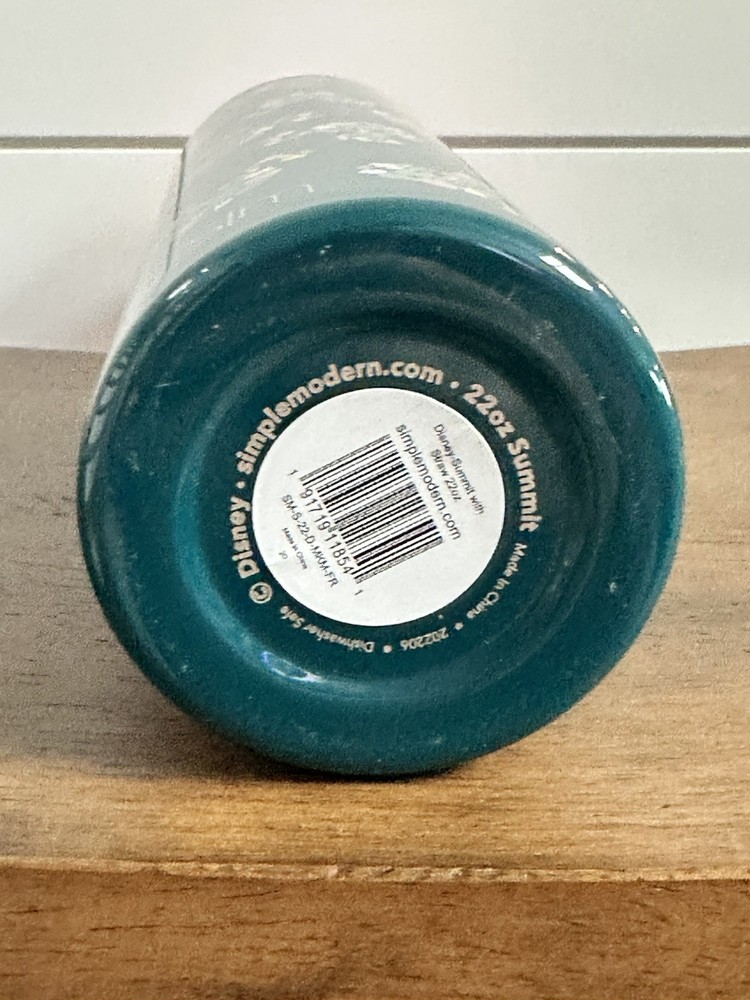 © Disney • simplemodern.com • 22oz Summit
Made in China • 202206 • Dishwasher Safe
Disney Summit with
Straw 22oz
simplemodern.com
1 91719 11854 1
SM-S-22-D-MKM-FR
Made in China